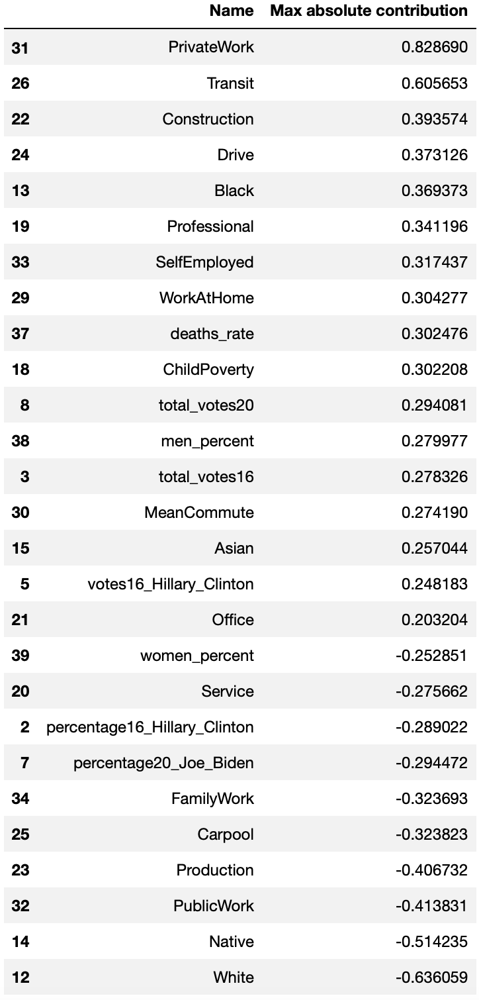 Name Max absolute contribution
31 PrivateWork 0.828690
26 Transit 0.605653
22 Construction 0.393574
24 Drive 0.373126
13 Black 0.369373
19 Professional 0.341196
33 SelfEmployed 0.317437
29 WorkAtHome 0.304277
37 deaths_rate 0.302476
18 ChildPoverty 0.302208
8 total_votes20 0.294081
38 men_percent 0.279977
3 total_votes16 0.278326
30 MeanCommute 0.274190
15 Asian 0.257044
5 votes16_Hillary_Clinton 0.248183
21 Office 0.203204
39 women_percent -0.252851
20 Service -0.275662
2 percentage16_Hillary_Clinton -0.289022
7 percentage20_Joe_Biden -0.294472
34 FamilyWork -0.323693
25 Carpool -0.323823
23 Production -0.406732
32 PublicWork -0.413831
14 Native -0.514235
12 White -0.636059